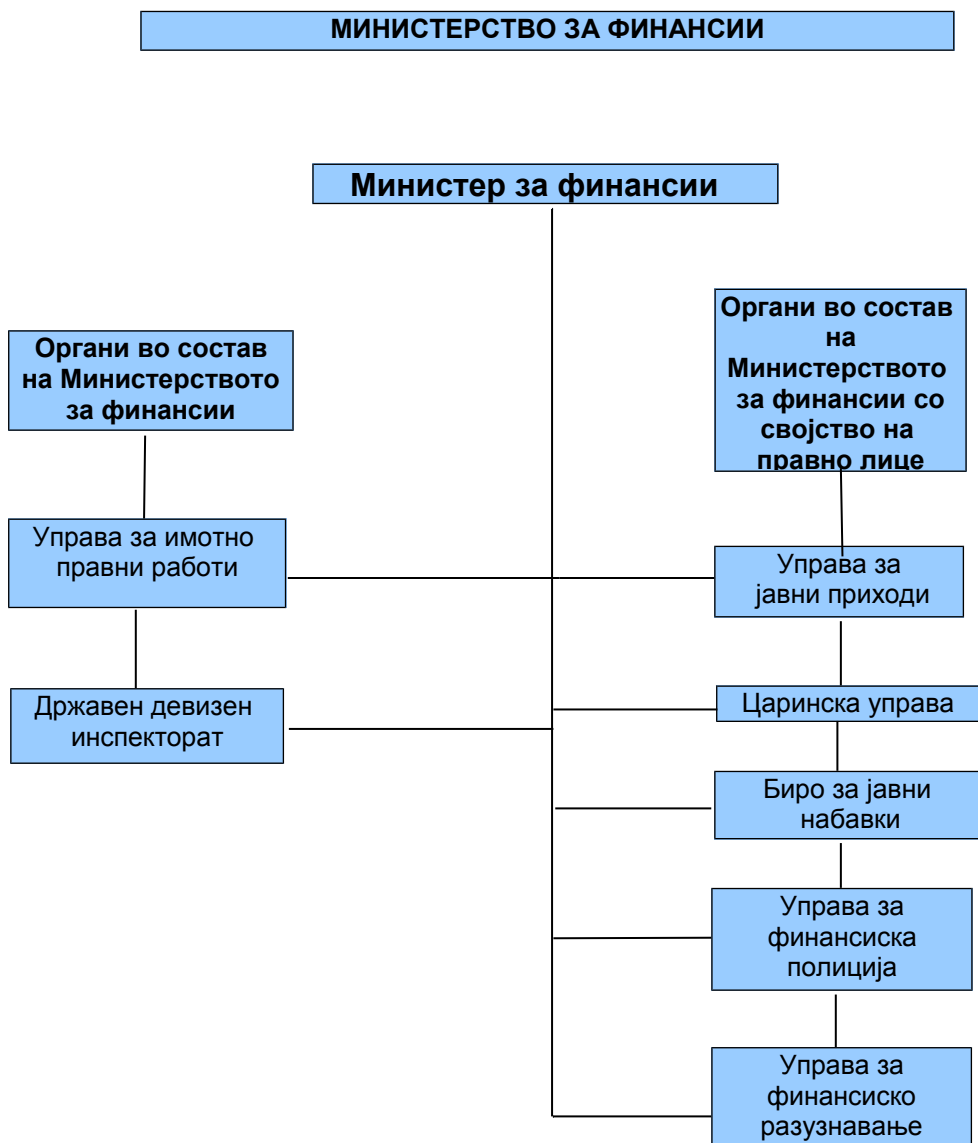 МИНИСТЕРСТВО ЗА ФИНАНСИИ
Министер за финансии
Органи во состав
на Министерството
за финансии
Управа за имотно
правни работи
Државен девизен
инспекторат
Органи во состав
на
Министерството
за финансии со
својство на
правно лице
Управа за
јавни приходи
Царинска управа
Биро за јавни
набавки
Управа за
финансиска
полиција
Управа за
финансиско
разузнавање